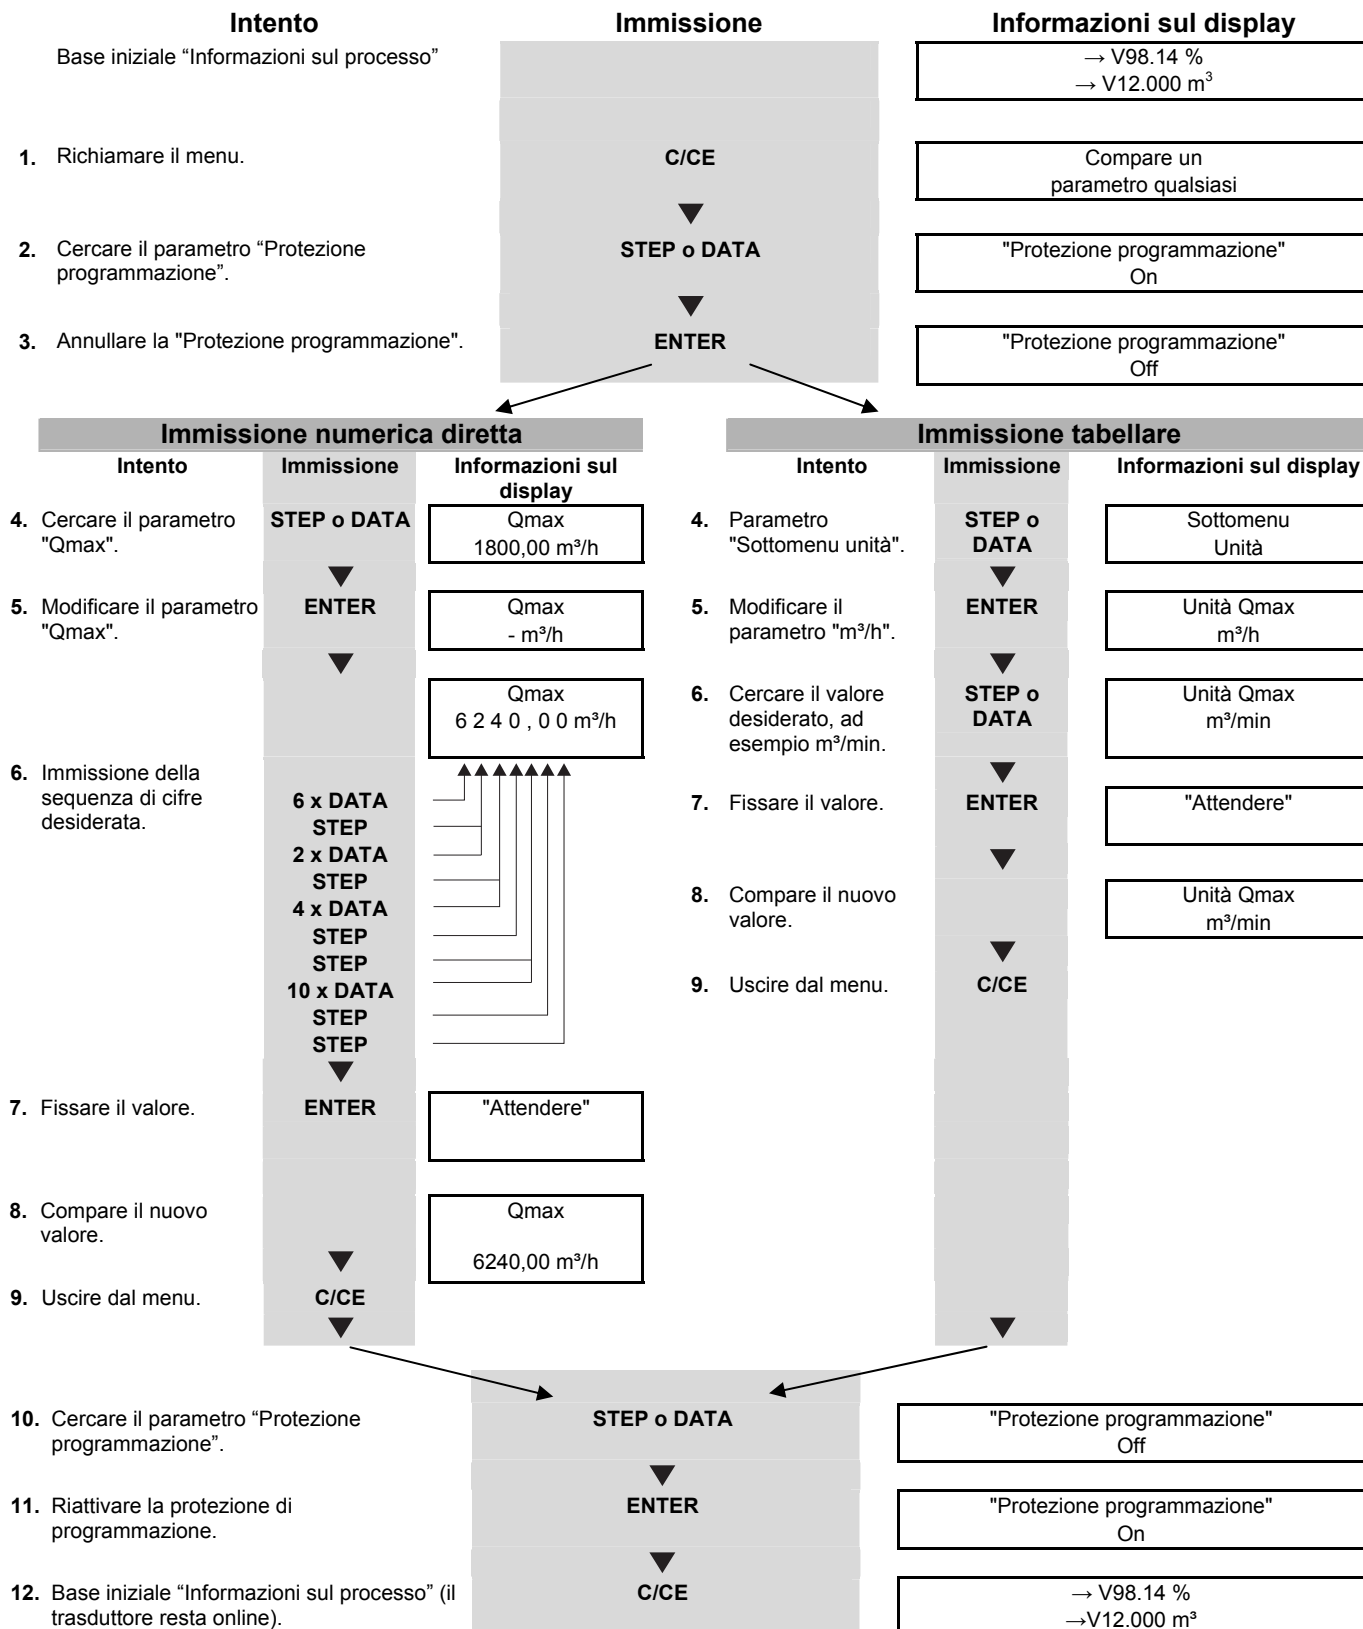 Intento Immissione Informazioni sul display
Base iniziale “Informazioni sul processo”
→ V98.14 %
→ V12.000 m³
1. Richiamare il menu.
C/CE
Compare un
parametro qualsiasi
2. Cercare il parametro “Protezione
programmazione”.
STEP o DATA
"Protezione programmazione"
On
3. Annullare la "Protezione programmazione".
ENTER
"Protezione programmazione"
Off
Immissione numerica diretta
Intento Immissione Informazioni sul
display
4. Cercare il parametro
"Qmax".
STEP o DATA
Qmax
1800,00 m³/h
5. Modificare il parametro
"Qmax".
ENTER
Qmax
- m³/h
Qmax
6 2 4 0 , 0 0 m³/h
6. Immissione della
sequenza di cifre
desiderata.
6 x DATA
STEP
2 x DATA
STEP
4 x DATA
STEP
STEP
10 x DATA
STEP
STEP
7. Fissare il valore.
ENTER
"Attendere"
8. Compare il nuovo
valore.
Qmax
6240,00 m³/h
9. Uscire dal menu.
C/CE
Immissione tabellare
Intento Immissione Informazioni sul display
4. Parametro
"Sottomenu unità".
STEP o
DATA
Sottomenu
Unità
5. Modificare il
parametro "m³/h".
ENTER
Unità Qmax
m³/h
6. Cercare il valore
desiderato, ad
esempio m³/min.
STEP o
DATA
Unità Qmax
m³/min
7. Fissare il valore.
ENTER
"Attendere"
8. Compare il nuovo
valore.
Unità Qmax
m³/min
9. Uscire dal menu.
C/CE
10. Cercare il parametro “Protezione
programmazione”.
STEP o DATA
"Protezione programmazione"
Off
11. Riattivare la protezione di
programmazione.
ENTER
"Protezione programmazione"
On
12. Base iniziale “Informazioni sul processo” (il
trasduttore resta online).
C/CE
→ V98.14 %
→V12.000 m³